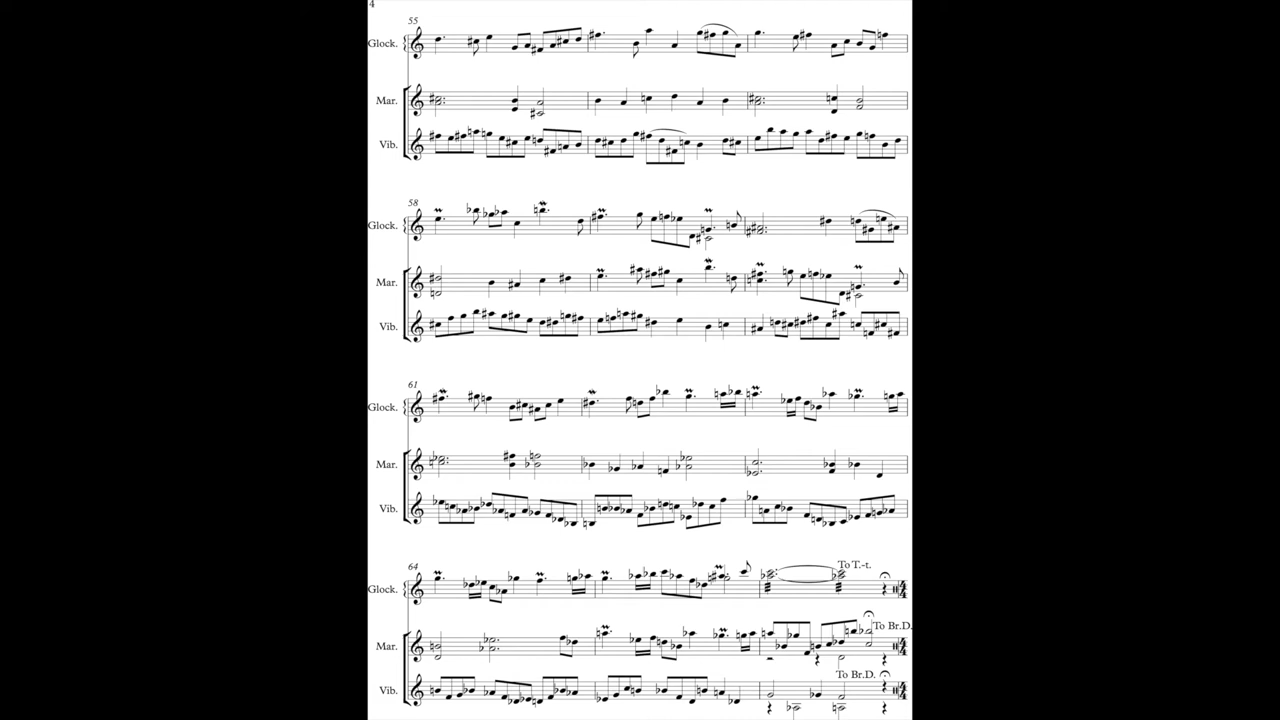 4
55
Glock.
Mar.
Vib.
58
Glock.
Mar.
Vib.
61
Glock.
Mar.
Vib.
64
To T.-t.
Glock.
To Br.D.
Mar.
To Br.D.
Vib.